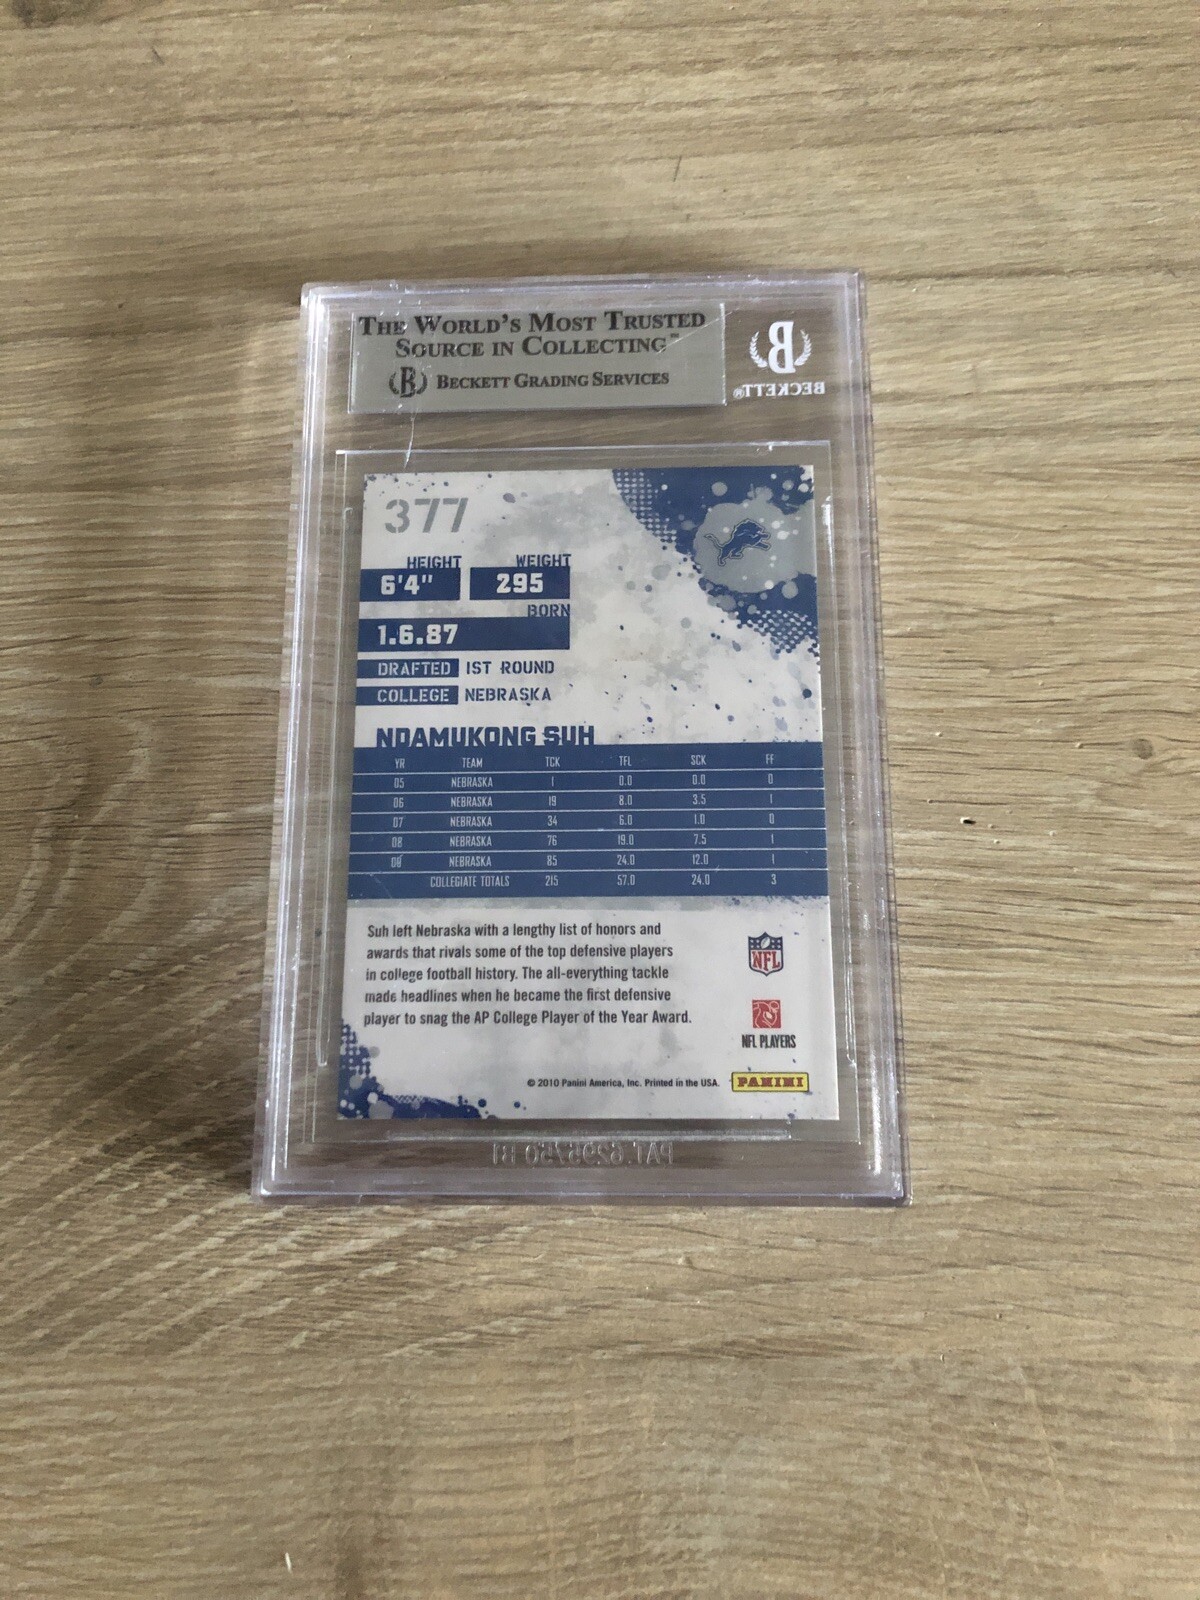 THE WORLD'S MOST TRUSTED
SOURCE IN COLLECTING™
B BECKETT GRADING SERVICES
B
BECKETT®
377
HEIGHT WEIGHT
6'4" 295
BORN
1.6.87
DRAFTED 1ST ROUND
COLLEGE NEBRASKA
NDAMUKONG SUH
YR TEAM TCK TFL SCK FF
05 NEBRASKA 1 0.0 0.0 0
06 NEBRASKA 19 8.0 3.5 1
07 NEBRASKA 34 6.0 1.0 0
08 NEBRASKA 76 19.0 7.5 1
09 NEBRASKA 85 24.0 12.0 1
COLLEGIATE TOTALS 215 57.0 24.0 3
Suh left Nebraska with a lengthy list of honors and
awards that rivals some of the top defensive players
in college football history. The all-everything tackle
made headlines when he became the first defensive
player to snag the AP College Player of the Year Award.
NFL
NFL PLAYERS
© 2010 Panini America, Inc. Printed in the USA.
PANINI
PAT. 6295750 B1